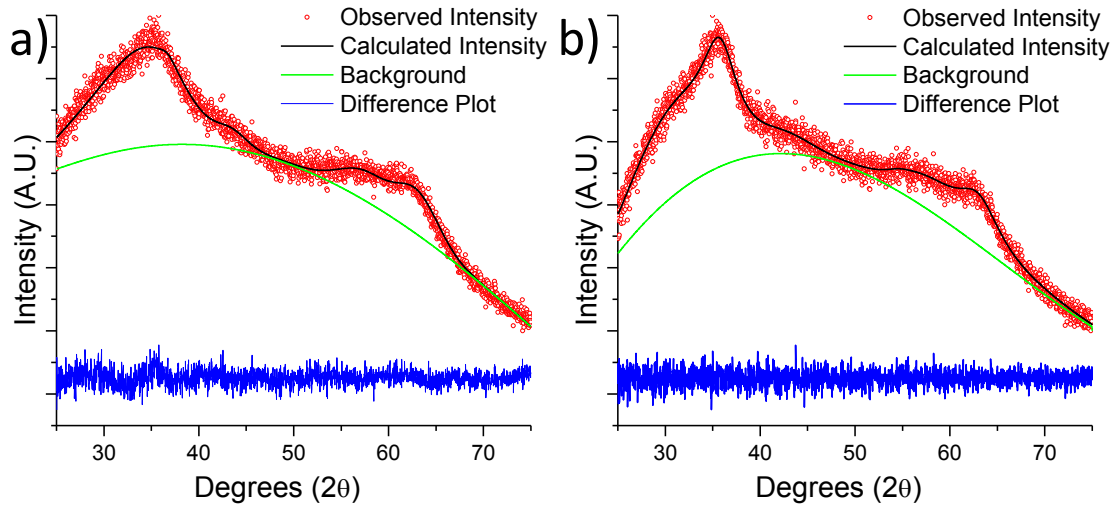 a)
Observed Intensity
Calculated Intensity
Background
Difference Plot
Intensity (A.U.)
30 40 50 60 70
Degrees (2θ)
b)
Observed Intensity
Calculated Intensity
Background
Difference Plot
Intensity (A.U.)
30 40 50 60 70
Degrees (2θ)